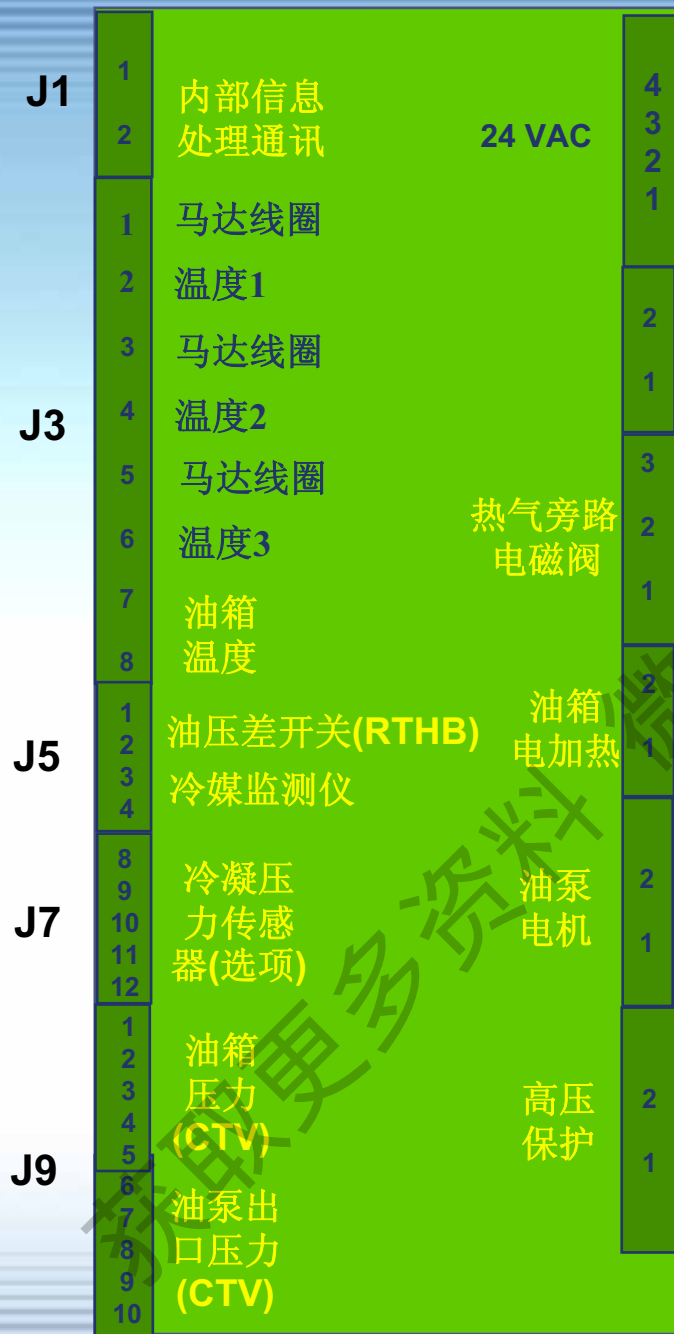 J1
1
2
内部信息
处理通讯
24 VAC
4
3
2
1
J3
1
马达线圈
2
温度1
3
马达线圈
4
温度2
5
马达线圈
6
温度3
7
油箱
8
温度
2
1
3
2
1
热气旁路
电磁阀
J5
1
2
3
4
油压差开关(RTHB)
冷媒监测仪
油箱
电加热
2
1
J7
8
9
10
11
12
冷凝压
力传感
器(选项)
油泵
电机
2
1
J9
1
2
3
4
5
油箱
压力
(CTV)
高压
保护
2
1
6
7
8
9
10
油泵出
口压力
(CTV)
获取更多资料 微